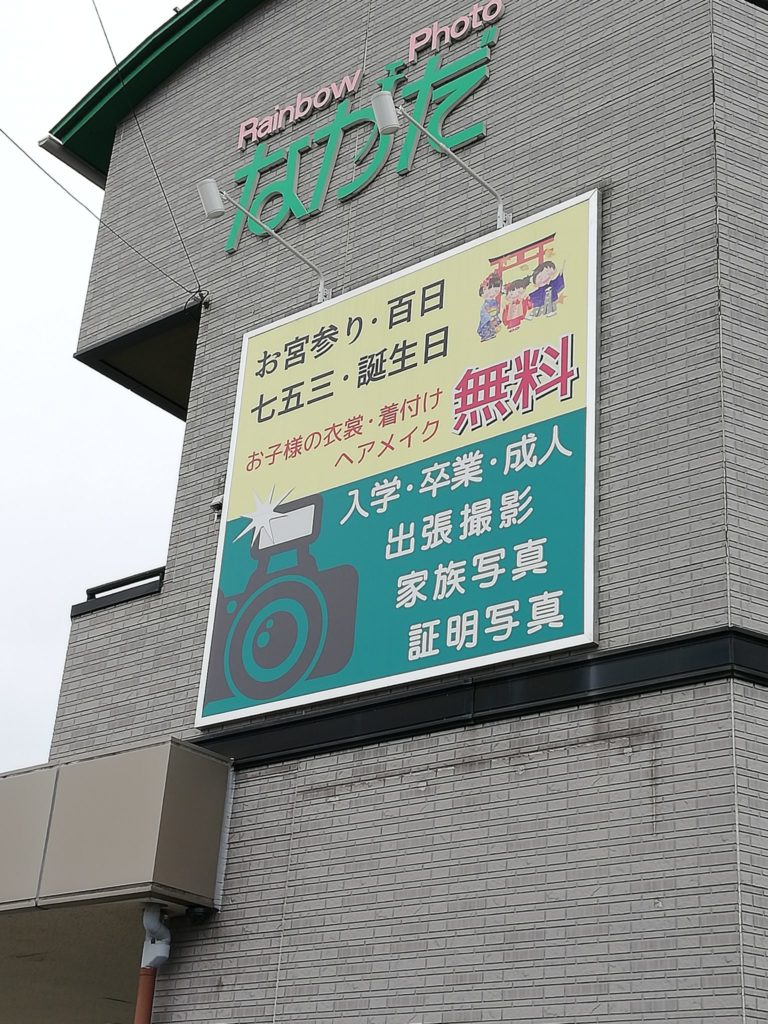 Rainbow Photo
なかだ
お宮参り・百日
七五三・誕生日
お子様の衣裳・着付け
ヘアメイク
無料
入学・卒業・成人
出張撮影
家族写真
証明写真